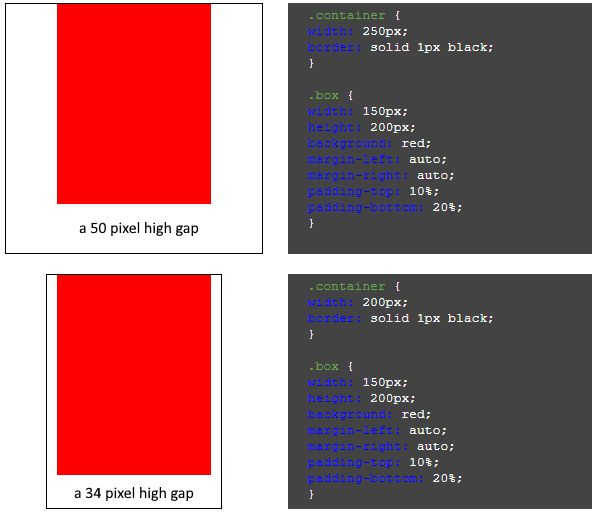 .container {
width: 250px;
border: solid 1px black;
}
.box {
width: 150px;
height: 200px;
background: red;
margin-left: auto;
margin-right: auto;
padding-top: 10%;
padding-bottom: 20%;
}
a 50 pixel high gap
.container {
width: 200px;
border: solid 1px black;
}
.box {
width: 150px;
height: 200px;
background: red;
margin-left: auto;
margin-right: auto;
padding-top: 10%;
padding-bottom: 20%;
}
a 34 pixel high gap